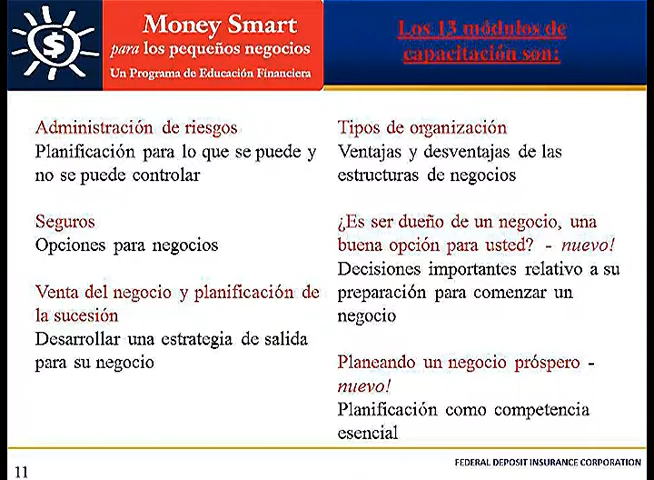 Money Smart
para los pequeños negocios
Un Programa de Educación Financiera
Los 13 módulos de
capacitación son:
Administración de riesgos
Planificación para lo que se puede y
no se puede controlar
Seguros
Opciones para negocios
Venta del negocio y planificación de
la sucesión
Desarrollar una estrategia de salida
para su negocio
Tipos de organización
Ventajas y desventajas de las
estructuras de negocios
¿Es ser dueño de un negocio, una
buena opción para usted? - nuevo!
Decisiones importantes relativo a su
preparación para comenzar un
negocio
Planeando un negocio próspero -
nuevo!
Planificación como competencia
esencial
FEDERAL DEPOSIT INSURANCE CORPORATION
11